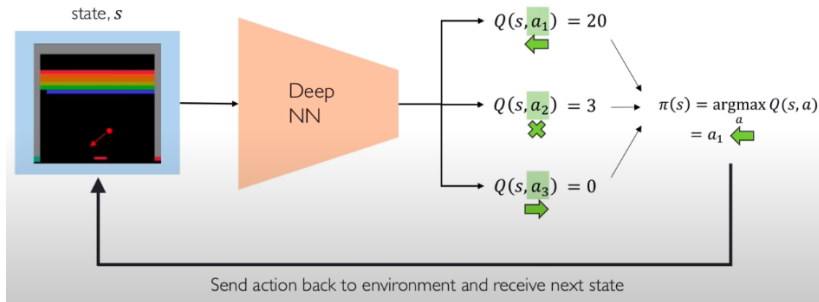 state, s
Deep
NN
Q(s, a₁) = 20
Q(s, a₂) = 3
Q(s, a₃) = 0
π(s) = argmax Q(s, a)
a
= a₁
Send action back to environment and receive next state